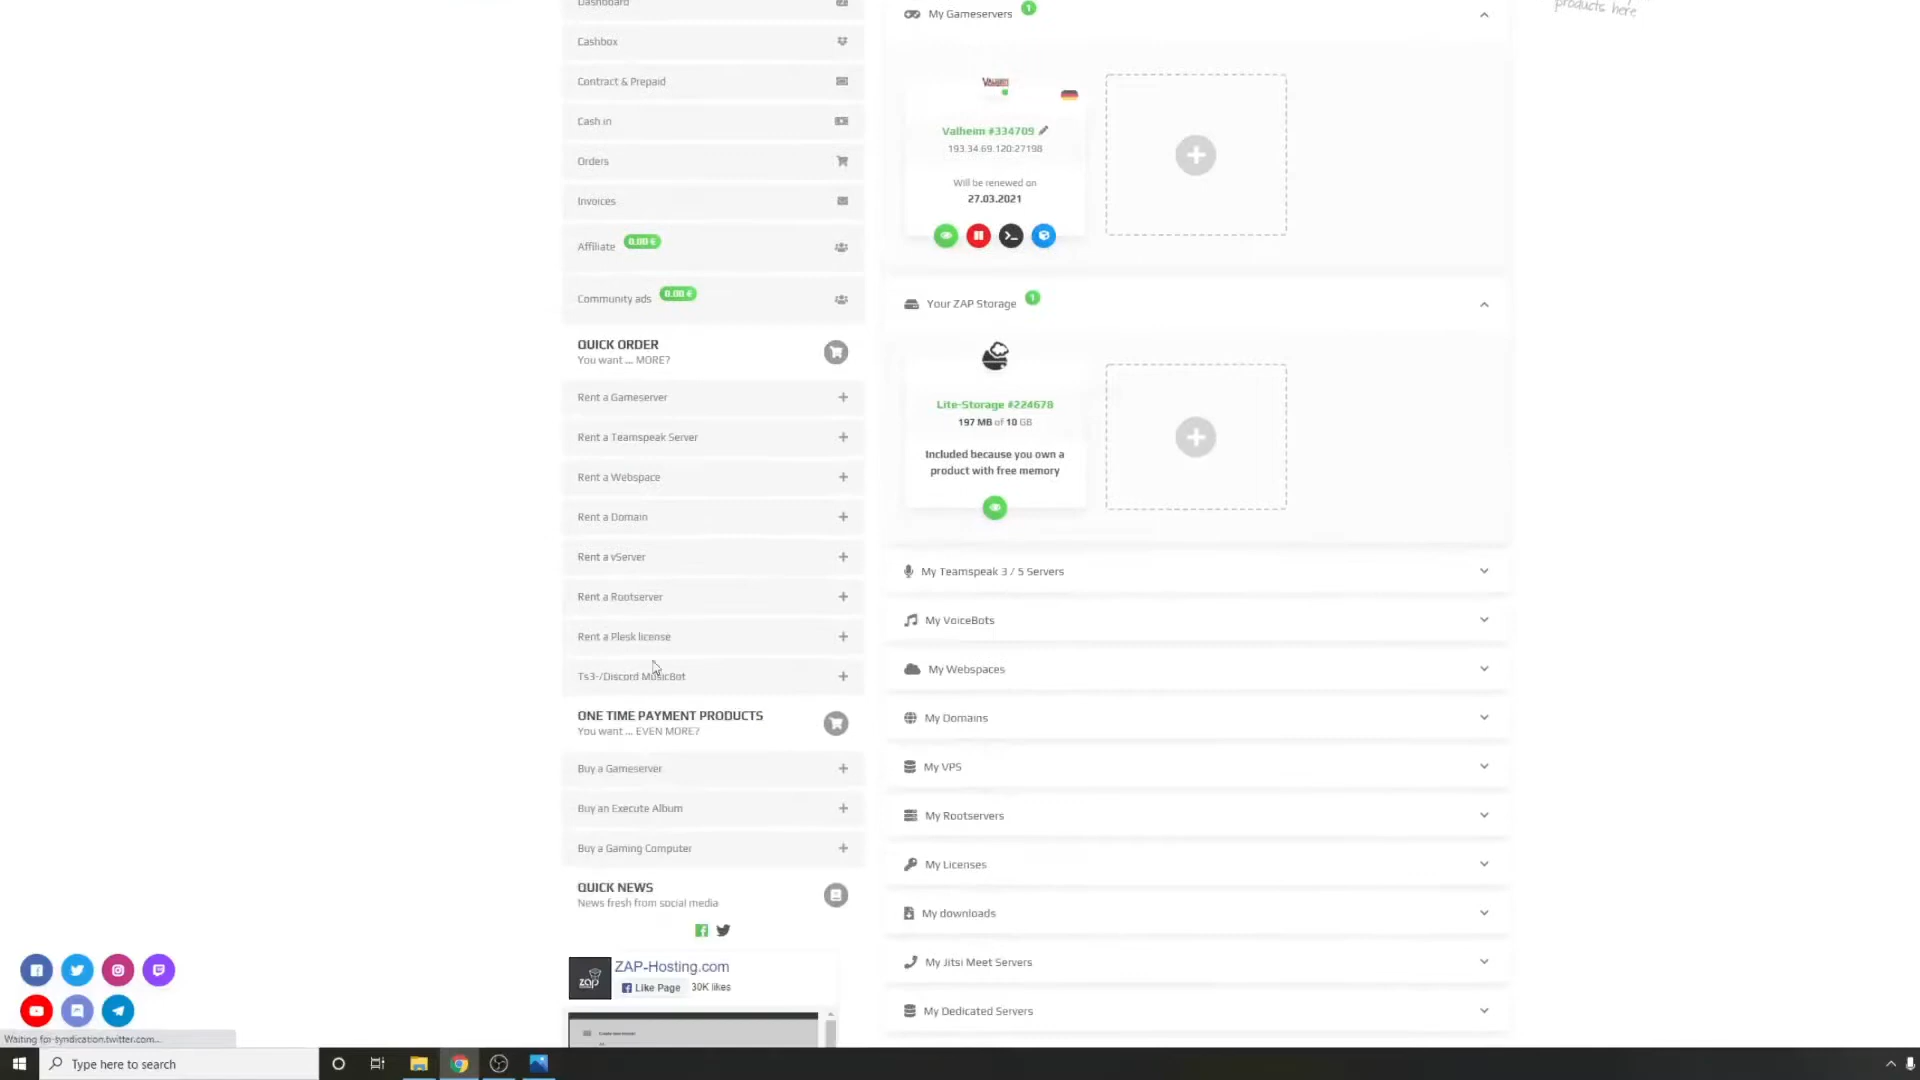 Dashboard
Cashbox
Contract & Prepaid
Cash in
Orders
Invoices
Affiliate 0.00 €
Community ads 0.00 €
QUICK ORDER
You want ... MORE?
Rent a Gameserver
Rent a Teamspeak Server
Rent a Webspace
Rent a Domain
Rent a vServer
Rent a Rootserver
Rent a Plesk license
Ts3-/Discord MusicBot
ONE TIME PAYMENT PRODUCTS
You want ... EVEN MORE?
Buy a Gameserver
Buy an Execute Album
Buy a Gaming Computer
QUICK NEWS
News fresh from social media
zap
ZAP-Hosting.com
Like Page 30K likes
My Gameservers 1
products here
VALHEIM
Valheim #334709
193.34.69.120:27198
Will be renewed on
27.03.2021
Your ZAP Storage 1
Lite-Storage #224678
197 MB of 10 GB
Included because you own a
product with free memory
My Teamspeak 3 / 5 Servers
My VoiceBots
My Webspaces
My Domains
My VPS
My Rootservers
My Licenses
My downloads
My Jitsi Meet Servers
My Dedicated Servers
Waiting for syndication.twitter.com...
Type here to search